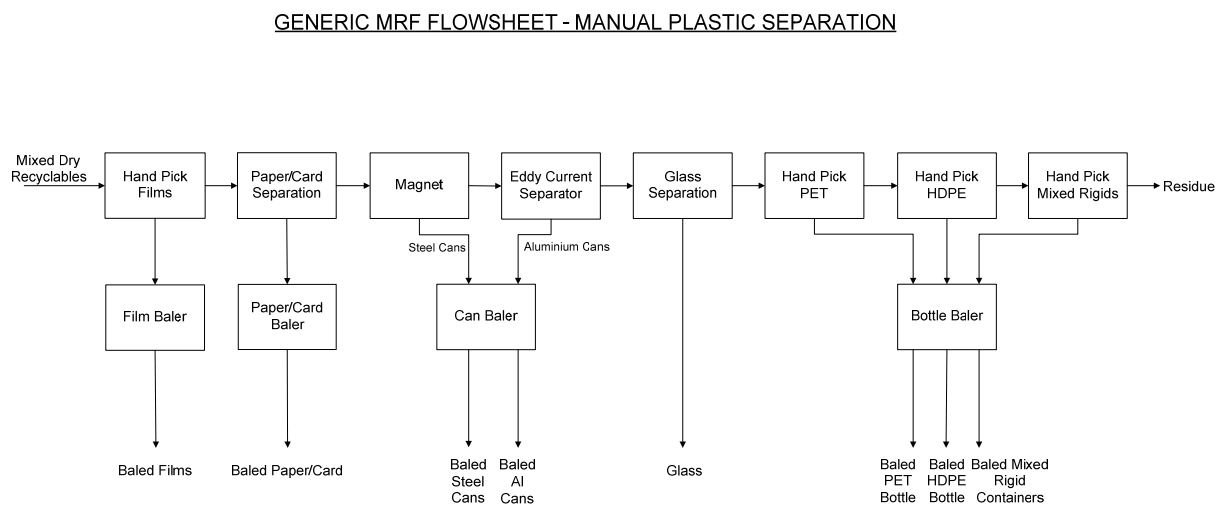 GENERIC MRF FLOWSHEET - MANUAL PLASTIC SEPARATION
Mixed Dry
Recyclables
Hand Pick
Films
Paper/Card
Separation
Magnet
Eddy Current
Separator
Glass
Separation
Hand Pick
PET
Hand Pick
HDPE
Hand Pick
Mixed Rigids
Residue
Steel Cans
Aluminium Cans
Film Baler
Paper/Card
Baler
Can Baler
Bottle Baler
Baled Films
Baled Paper/Card
Baled
Steel
Cans
Baled
Al
Cans
Glass
Baled
PET
Bottle
Baled
HDPE
Bottle
Baled Mixed
Rigid
Containers